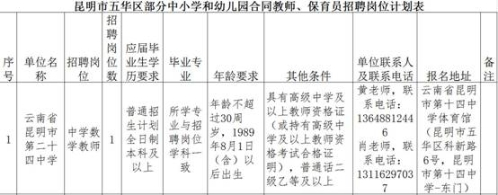 昆明市五华区部分中小学和幼儿园合同教师、保育员招聘岗位计划表
序号
单位名称
招聘岗位
招聘岗位数
应届毕业生学历要求
毕业专业
年龄要求
其他条件
单位联系人及联系电话
报名地址
备注
1
云南省
昆明市
第二十
四中学
中学数
学教师
1
普通
招生计划
全日制
本科及以
上
所学专
业与招聘
岗位
学科一
致
年龄不超
过30周
岁，1989
年8月1日
（含）以
后出生
具有高级中学及
以上教师资格证
（或持有高级中
学及以上教师资
格考试合格证
明），普通话二
级乙等及以上
黄老师，联
系电话：
1364881244
6
肖老师，联
系电话：
1311629703
7
云南省昆明
市第二十四
中学体育馆
（昆明市五
华区科新路
6号，昆明
市第二十四
中学-东门）